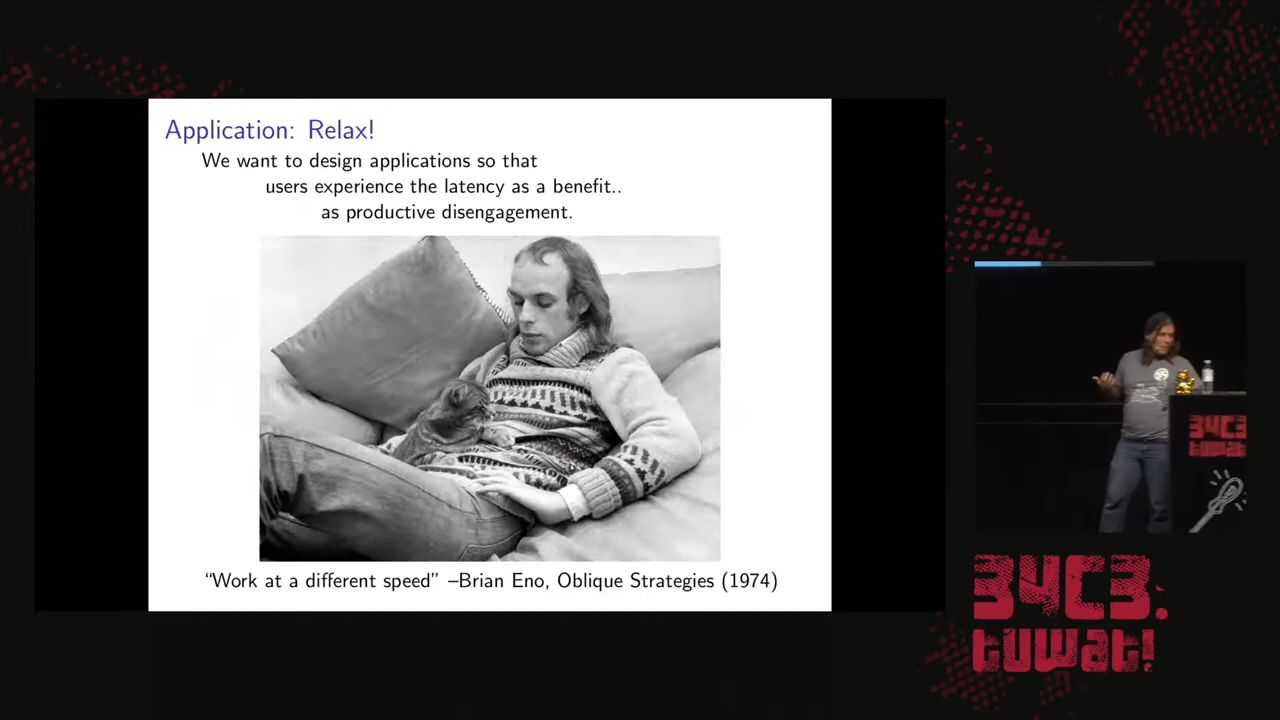 Application: Relax!
We want to design applications so that
users experience the latency as a benefit..
as productive disengagement.
“Work at a different speed” –Brian Eno, Oblique Strategies (1974)
34C3
tuwat!
34C3.
tuwat!